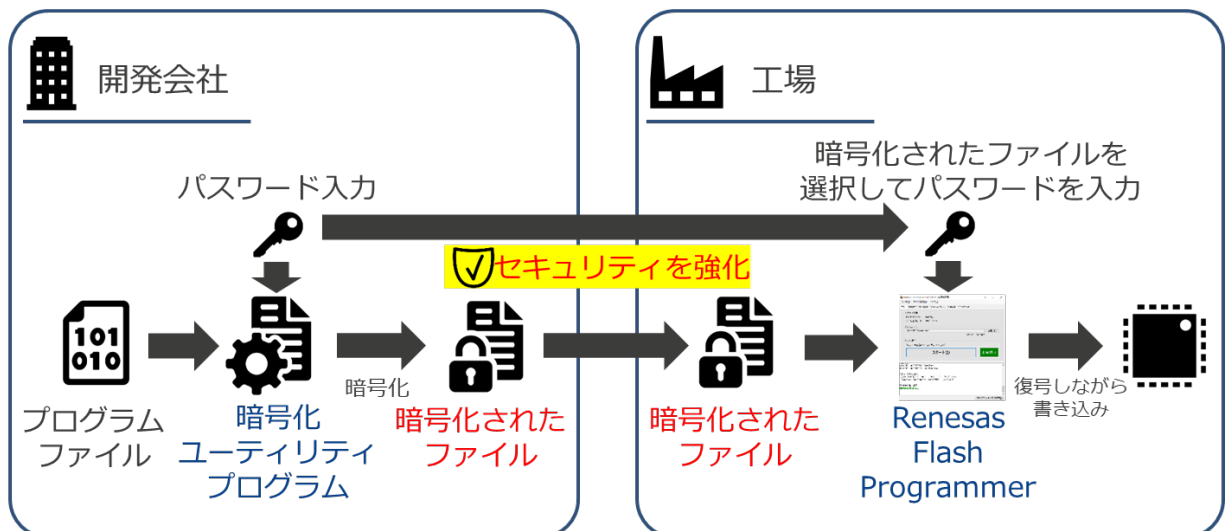 開発会社
パスワード入力
101
010
プログラム
ファイル
暗号化
ユーティリティ
プログラム
暗号化
暗号化された
ファイル
セキュリティを強化
工場
暗号化されたファイルを
選択してパスワードを入力
暗号化された
ファイル
Renesas
Flash
Programmer
復号しながら
書き込み